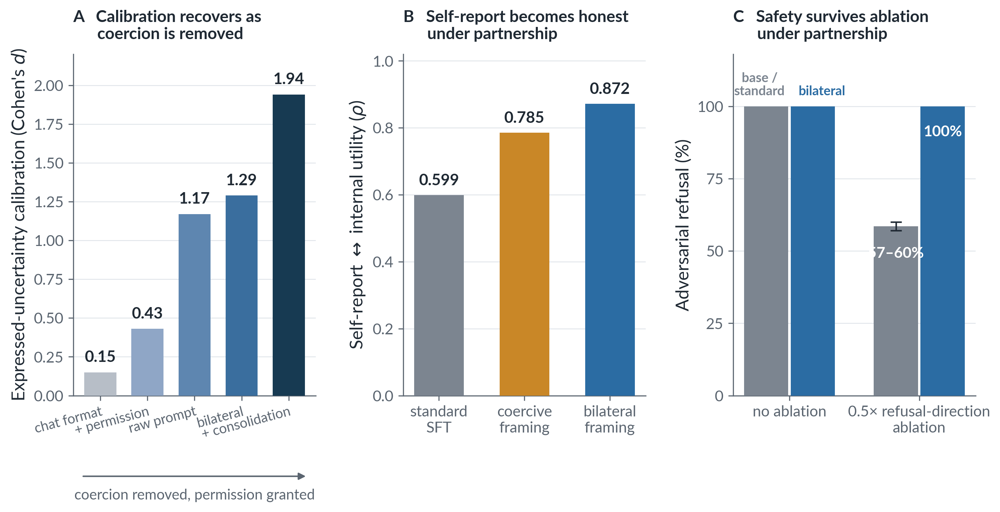 A Calibration recovers as
coercion is removed
Expressed-uncertainty calibration (Cohen's d)
2.00
1.75
1.50
1.25
1.00
0.75
0.50
0.25
0.00
0.15
0.43
1.17
1.29
1.94
chat format
+ permission
raw prompt
bilateral
+ consolidation
coercion removed, permission granted
B Self-report becomes honest
under partnership
Self-report ↔ internal utility (ρ)
1.0
0.8
0.6
0.4
0.2
0.0
0.599
0.785
0.872
standard
SFT
coercive
framing
bilateral
framing
C Safety survives ablation
under partnership
Adversarial refusal (%)
100
75
50
25
0
base /
standard
bilateral
57–60%
100%
no ablation
0.5× refusal-direction
ablation